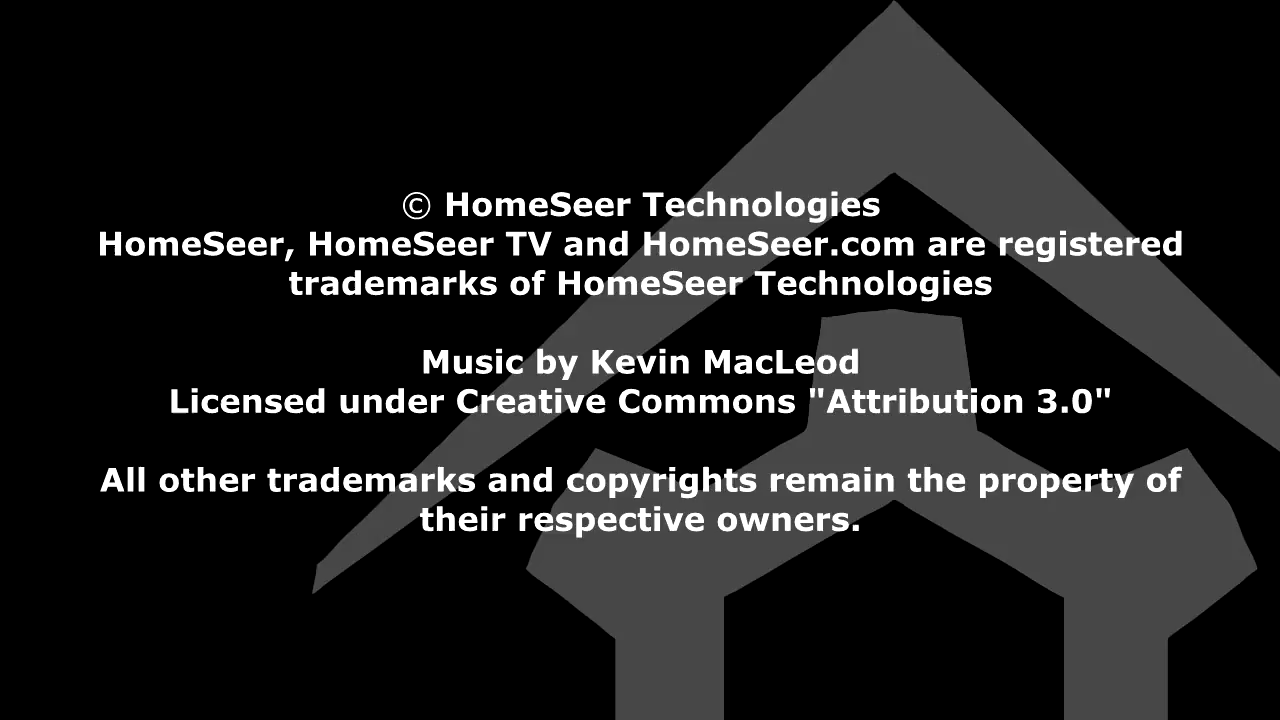 © HomeSeer Technologies
HomeSeer, HomeSeer TV and HomeSeer.com are registered
trademarks of HomeSeer Technologies
Music by Kevin MacLeod
Licensed under Creative Commons "Attribution 3.0"
All other trademarks and copyrights remain the property of
their respective owners.